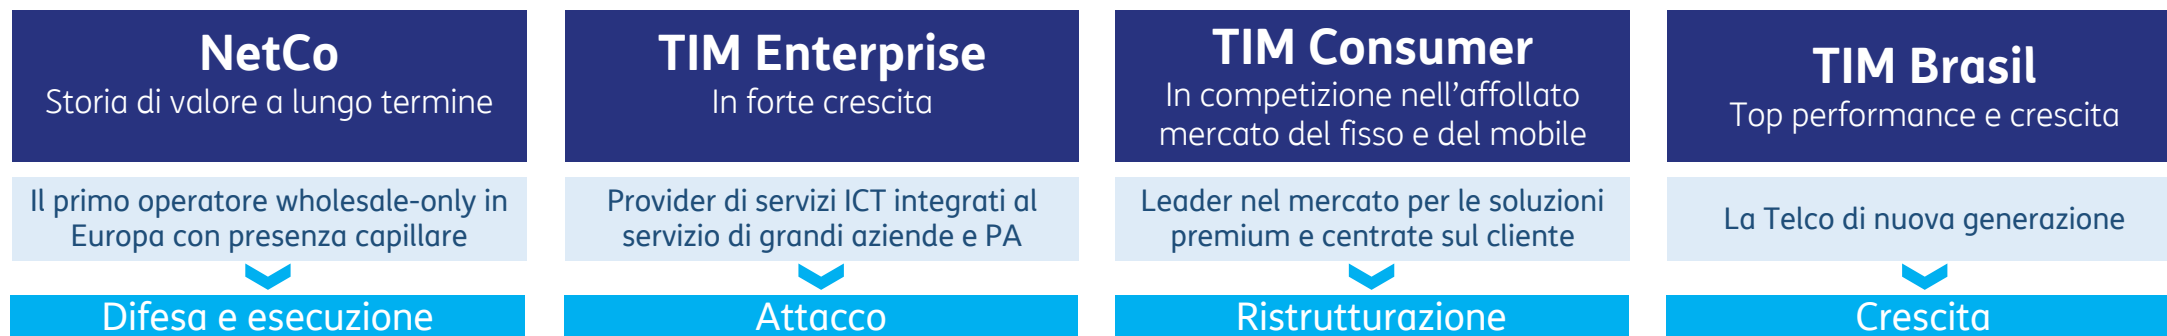 NetCo
Storia di valore a lungo termine
Il primo operatore wholesale-only in
Europa con presenza capillare
Difesa e esecuzione
TIM Enterprise
In forte crescita
Provider di servizi ICT integrati al
servizio di grandi aziende e PA
Attacco
TIM Consumer
In competizione nell'affollato
mercato del fisso e del mobile
Leader nel mercato per le soluzioni
premium e centrate sul cliente
Ristrutturazione
TIM Brasil
Top performance e crescita
La Telco di nuova generazione
Crescita